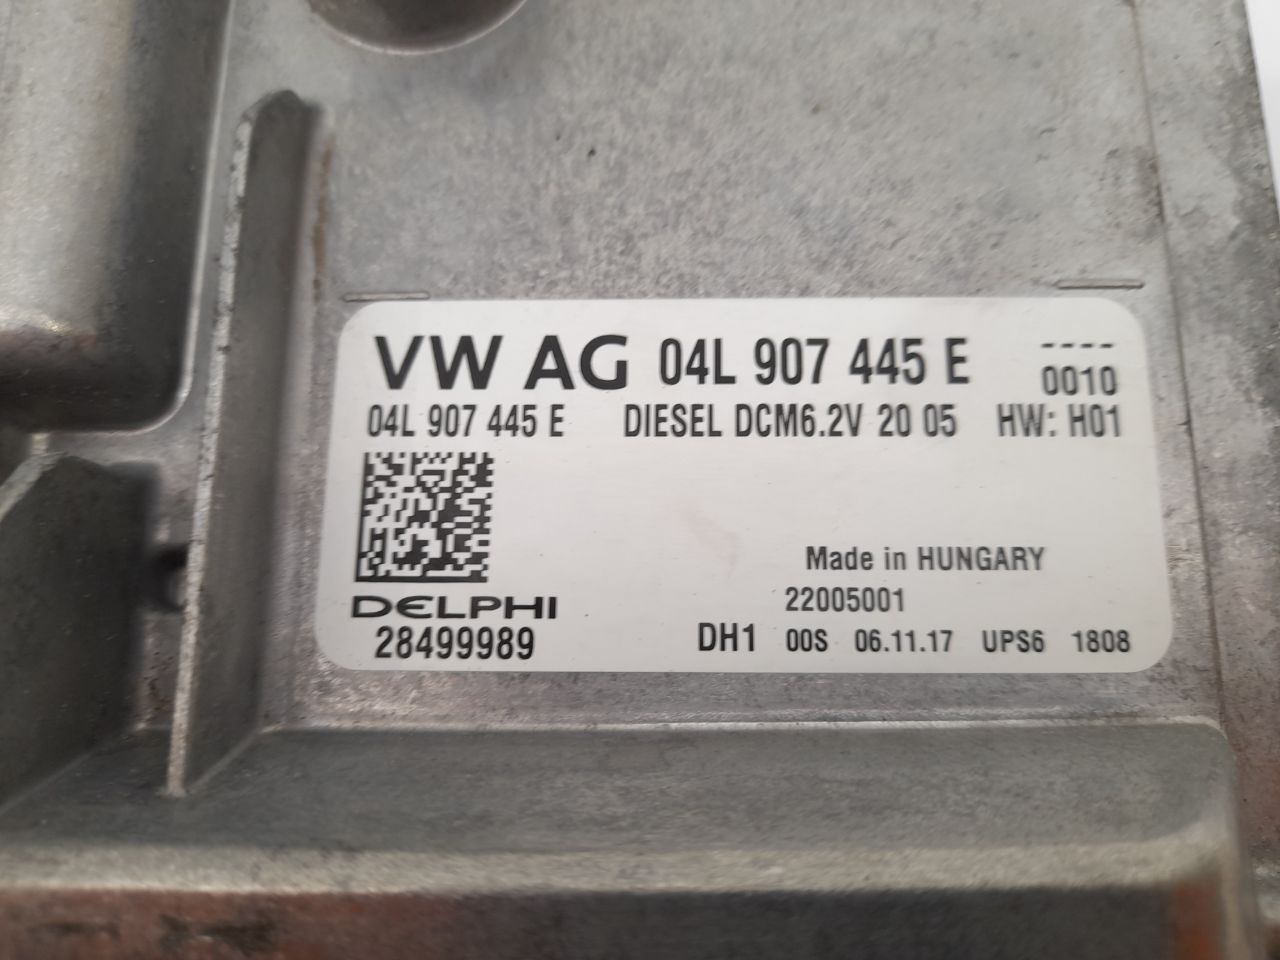 VW AG 04L 907 445 E ----
0010
04L 907 445 E DIESEL DCM6.2V 20 05 HW: H01
Made in HUNGARY
22005001
DELPHI
28499989 DH1 00S 06.11.17 UPS6 1808